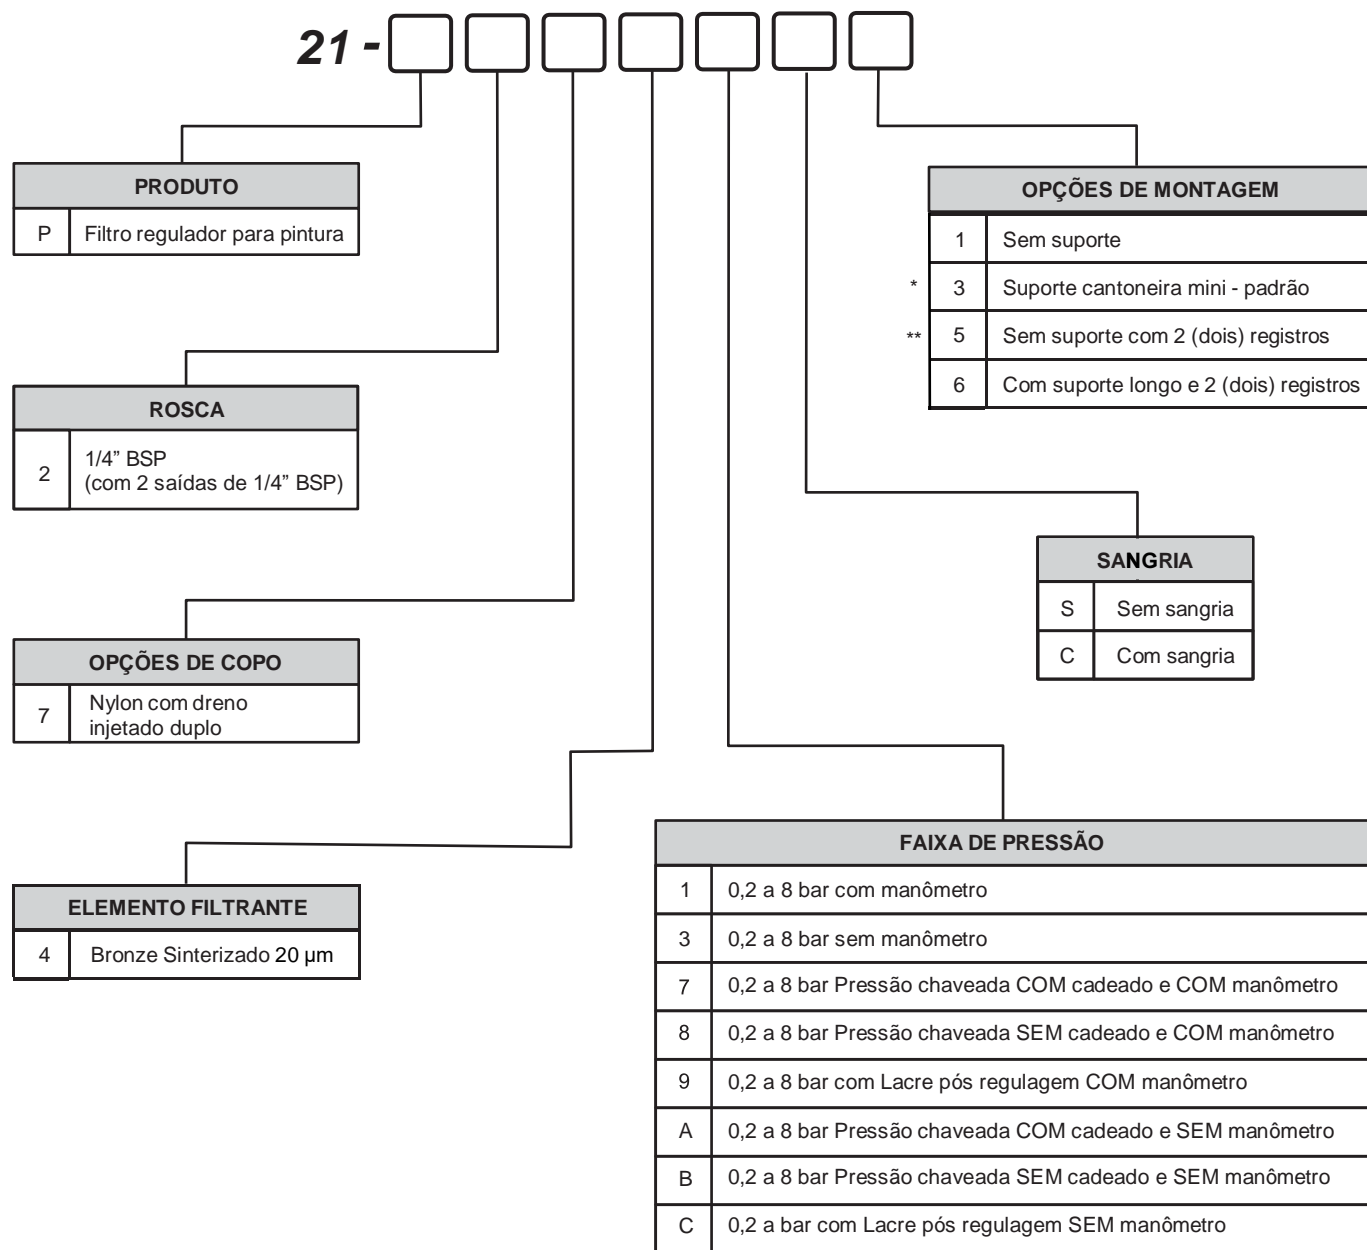 21 -
PRODUTO
P Filtro regulador para pintura
ROSCA
2 1/4” BSP
(com 2 saídas de 1/4” BSP)
OPÇÕES DE COPO
7 Nylon com dreno
injetado duplo
ELEMENTO FILTRANTE
4 Bronze Sinterizado 20 µm
OPÇÕES DE MONTAGEM
1 Sem suporte
* 3 Suporte cantoneira mini - padrão
** 5 Sem suporte com 2 (dois) registros
6 Com suporte longo e 2 (dois) registros
SANGRIA
S Sem sangria
C Com sangria
FAIXA DE PRESSÃO
1 0,2 a 8 bar com manômetro
3 0,2 a 8 bar sem manômetro
7 0,2 a 8 bar Pressão chaveada COM cadeado e COM manômetro
8 0,2 a 8 bar Pressão chaveada SEM cadeado e COM manômetro
9 0,2 a 8 bar com Lacre pós regulagem COM manômetro
A 0,2 a 8 bar Pressão chaveada COM cadeado e SEM manômetro
B 0,2 a 8 bar Pressão chaveada SEM cadeado e SEM manômetro
C 0,2 a bar com Lacre pós regulagem SEM manômetro